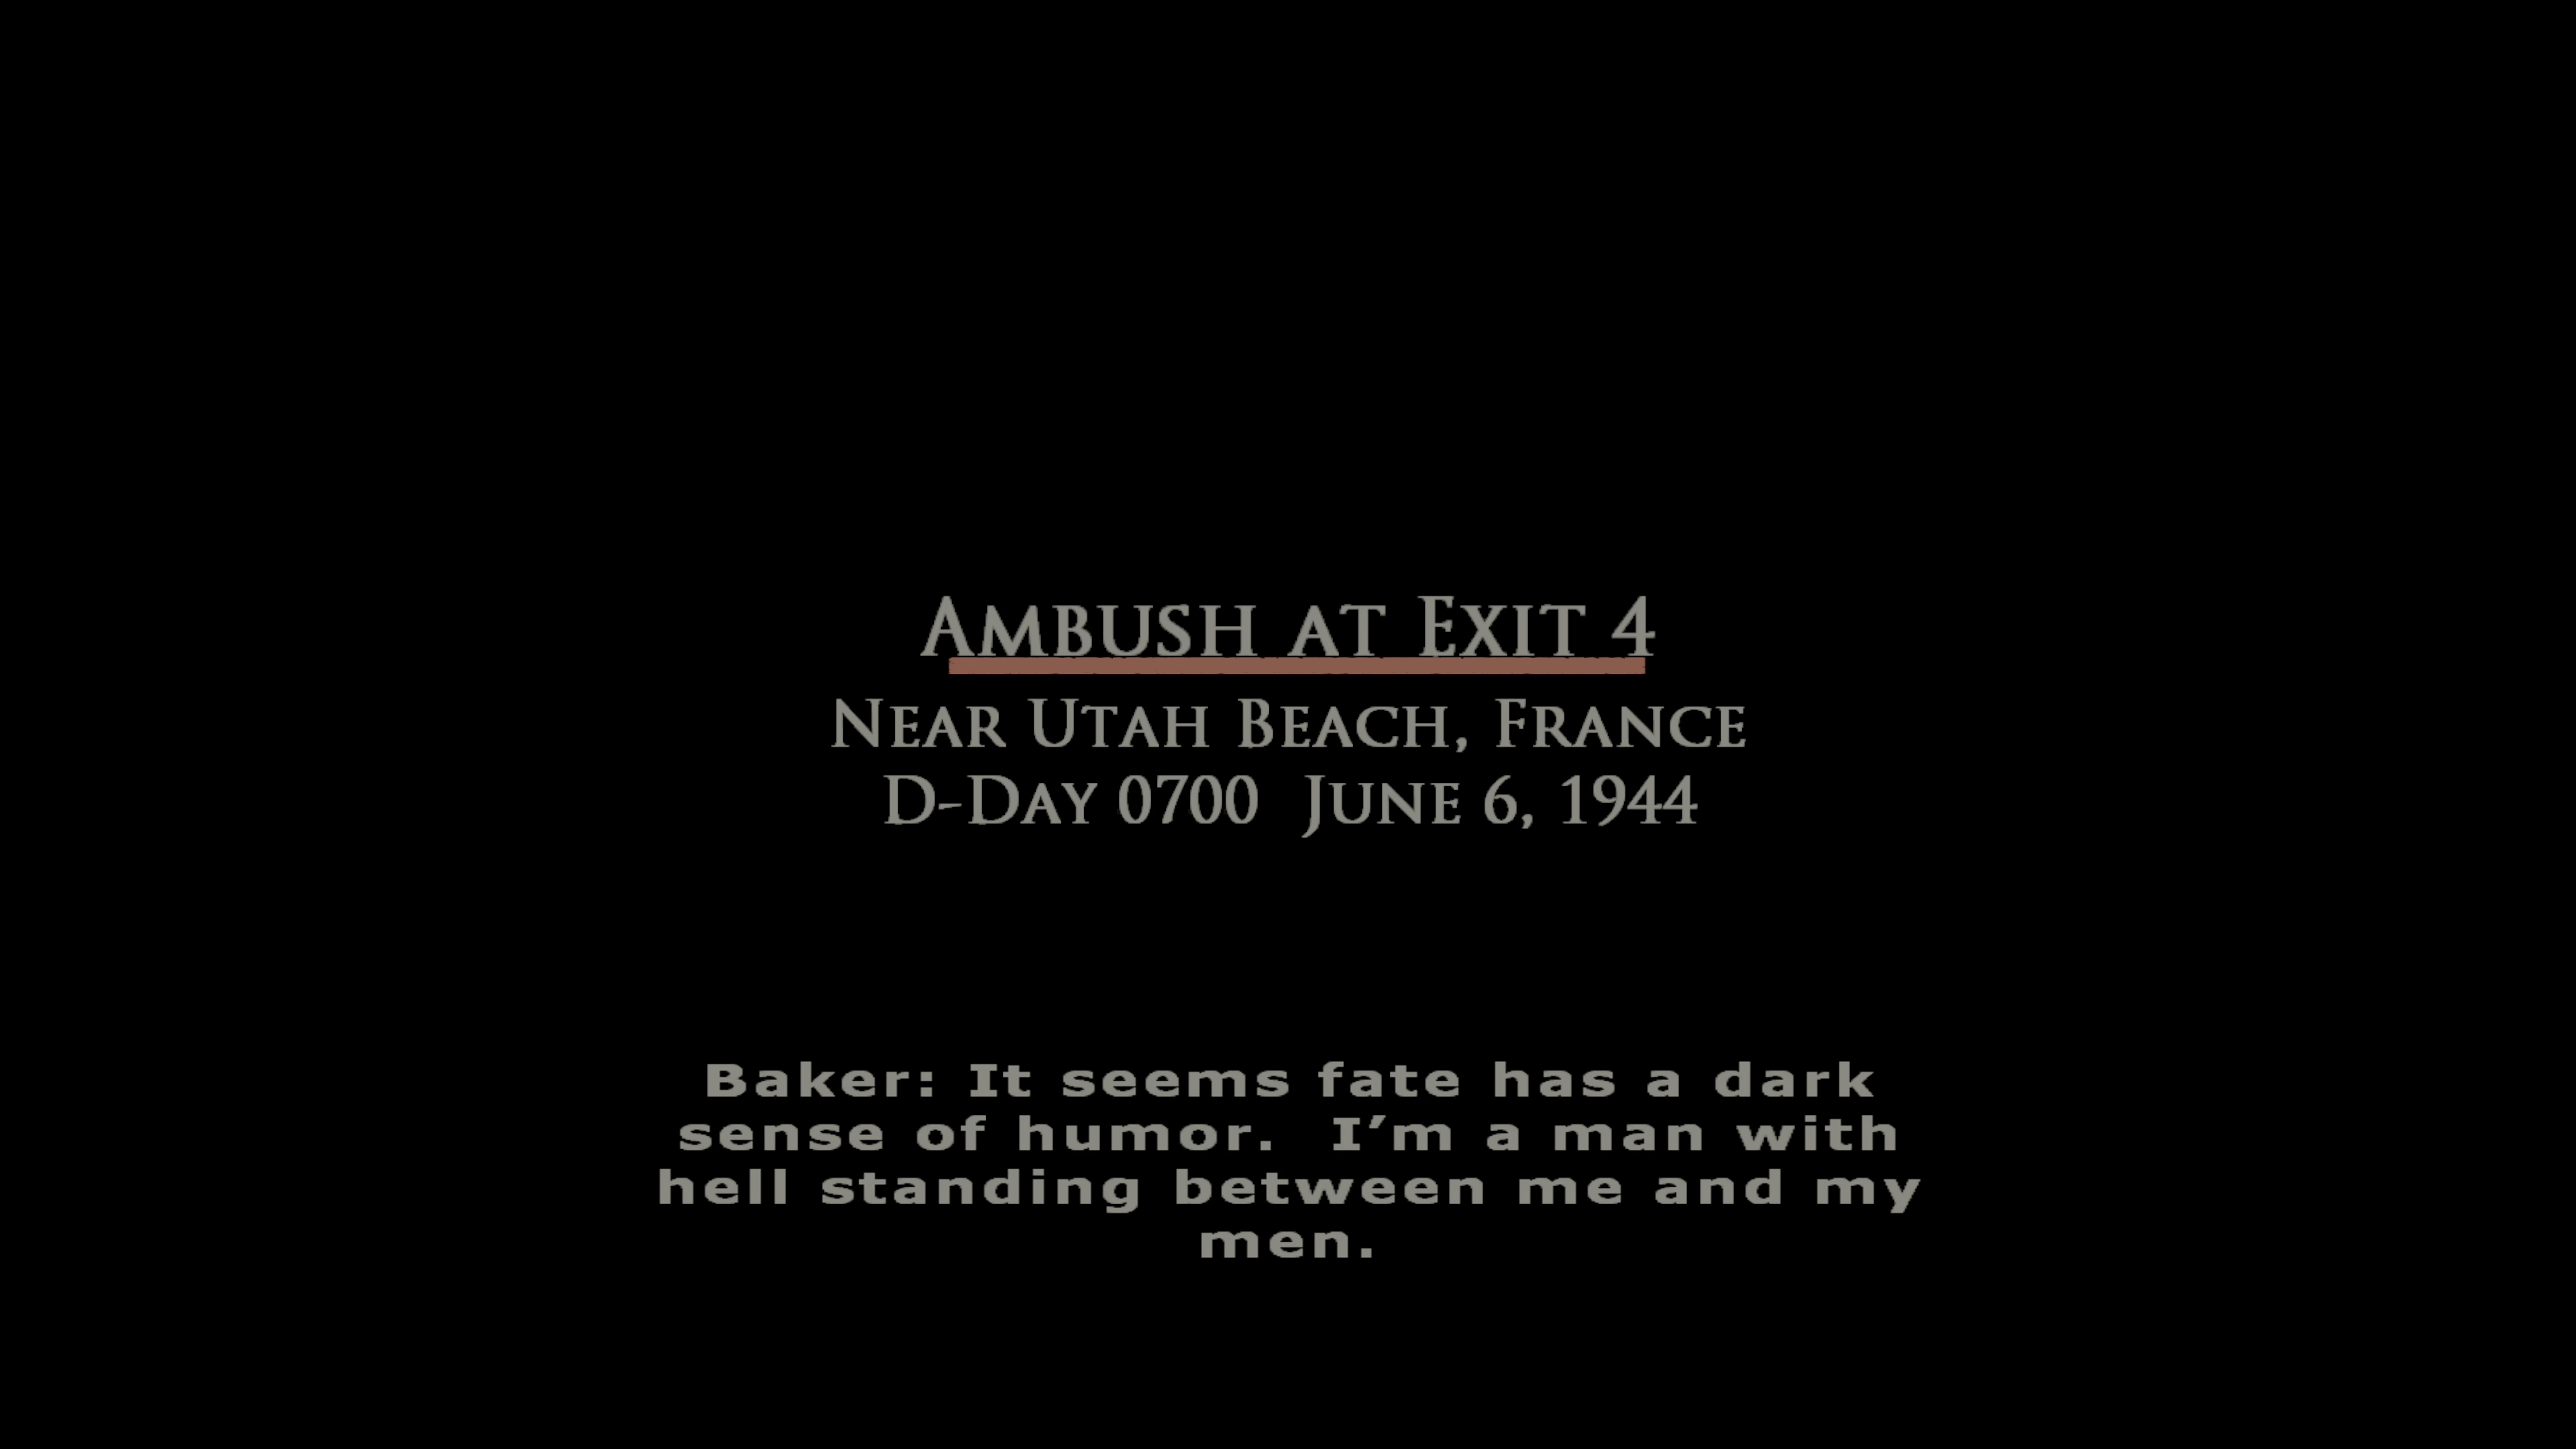 Ambush at Exit 4
Near Utah Beach, France
D-Day 0700  June 6, 1944
Baker: It seems fate has a dark
sense of humor.  I'm a man with
hell standing between me and my
men.